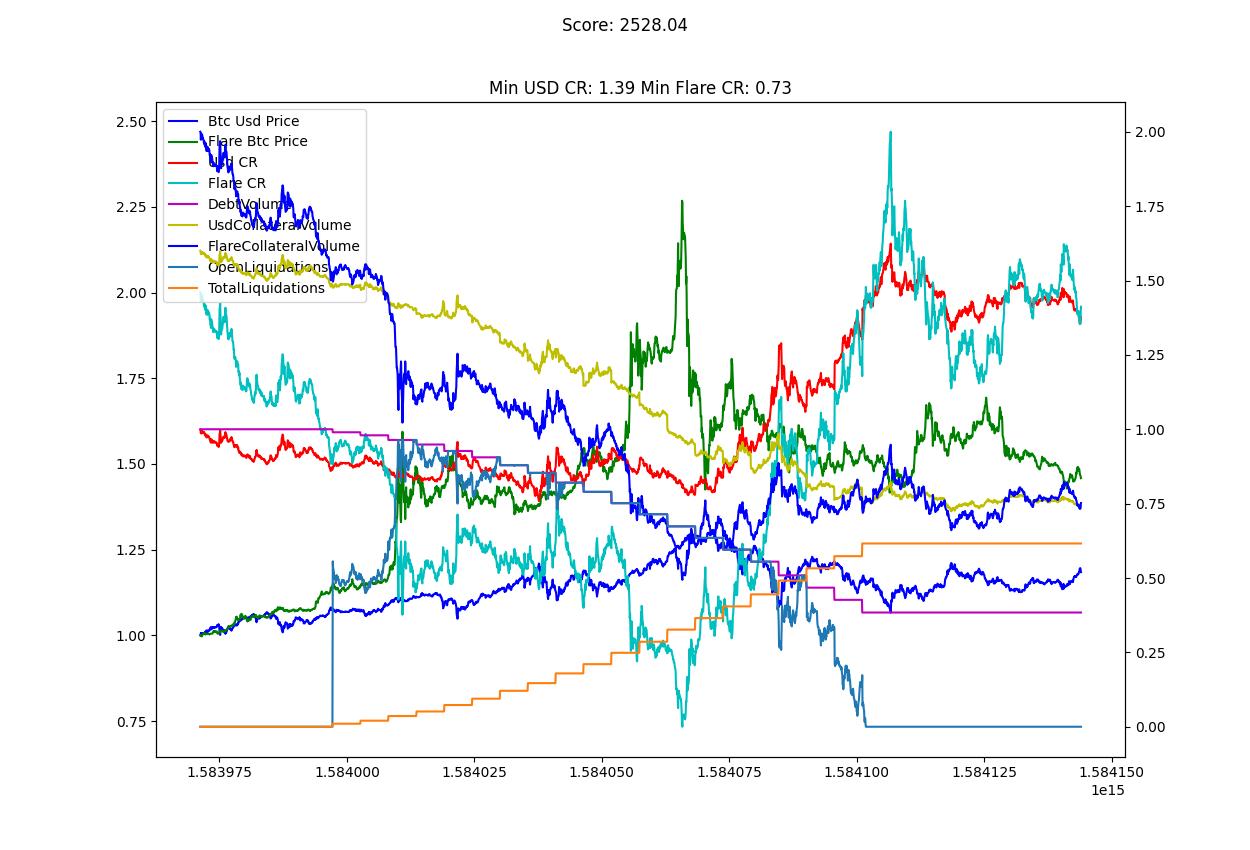 Score: 2528.04
Min USD CR: 1.39 Min Flare CR: 0.73
Btc Usd Price
Flare Btc Price
Usd CR
Flare CR
DebtVolume
UsdCollateralVolume
FlareCollateralVolume
OpenLiquidations
TotalLiquidations
2.50
2.25
2.00
1.75
1.50
1.25
1.00
0.75
2.00
1.75
1.50
1.25
1.00
0.75
0.50
0.25
0.00
1.583975 1.584000 1.584025 1.584050 1.584075 1.584100 1.584125 1.584150
1e15